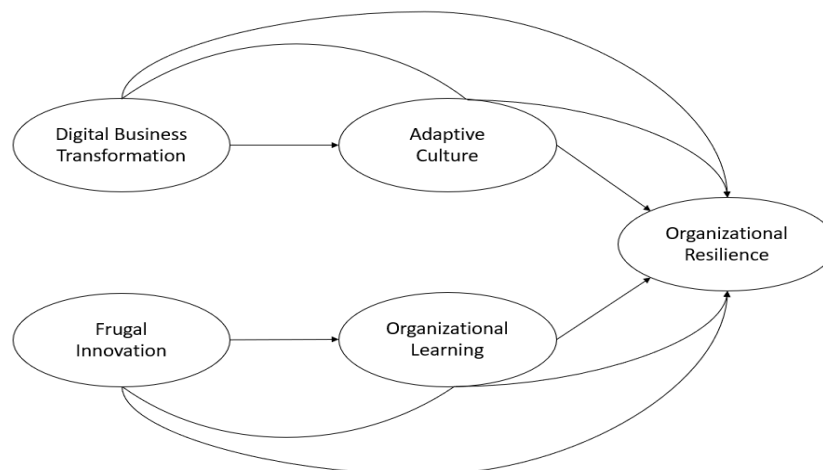 Digital Business
Transformation
Adaptive
Culture
Organizational
Resilience
Frugal
Innovation
Organizational
Learning